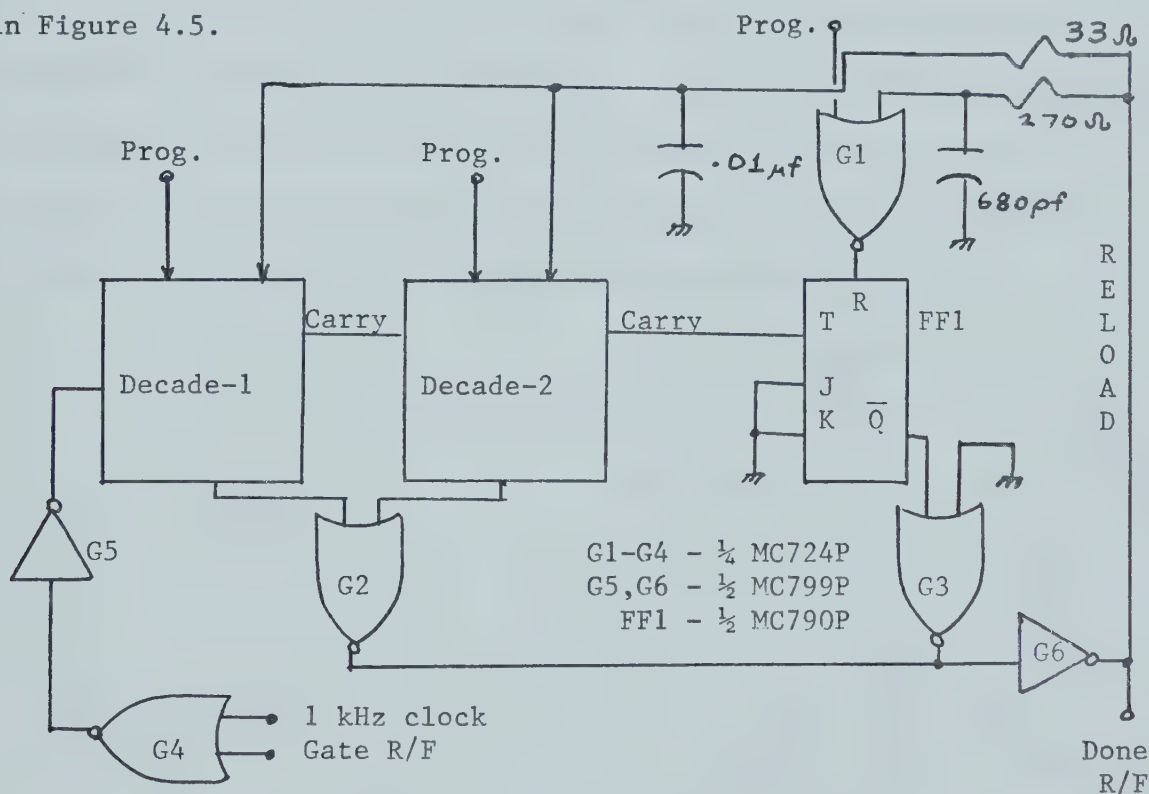 in Figure 4.5.
Prog.
33Ω
270Ω
Prog.
Prog.
.01μf
G1
680pf
RELOAD
Carry
Carry
T
R
FF1
Decade-1
Decade-2
J
K
Q̅
G5
G2
G1-G4 - ¼ MC724P
G5,G6 - ½ MC799P
FF1 - ½ MC790P
G3
G6
G4
1 kHz clock
Gate R/F
Done
R/F